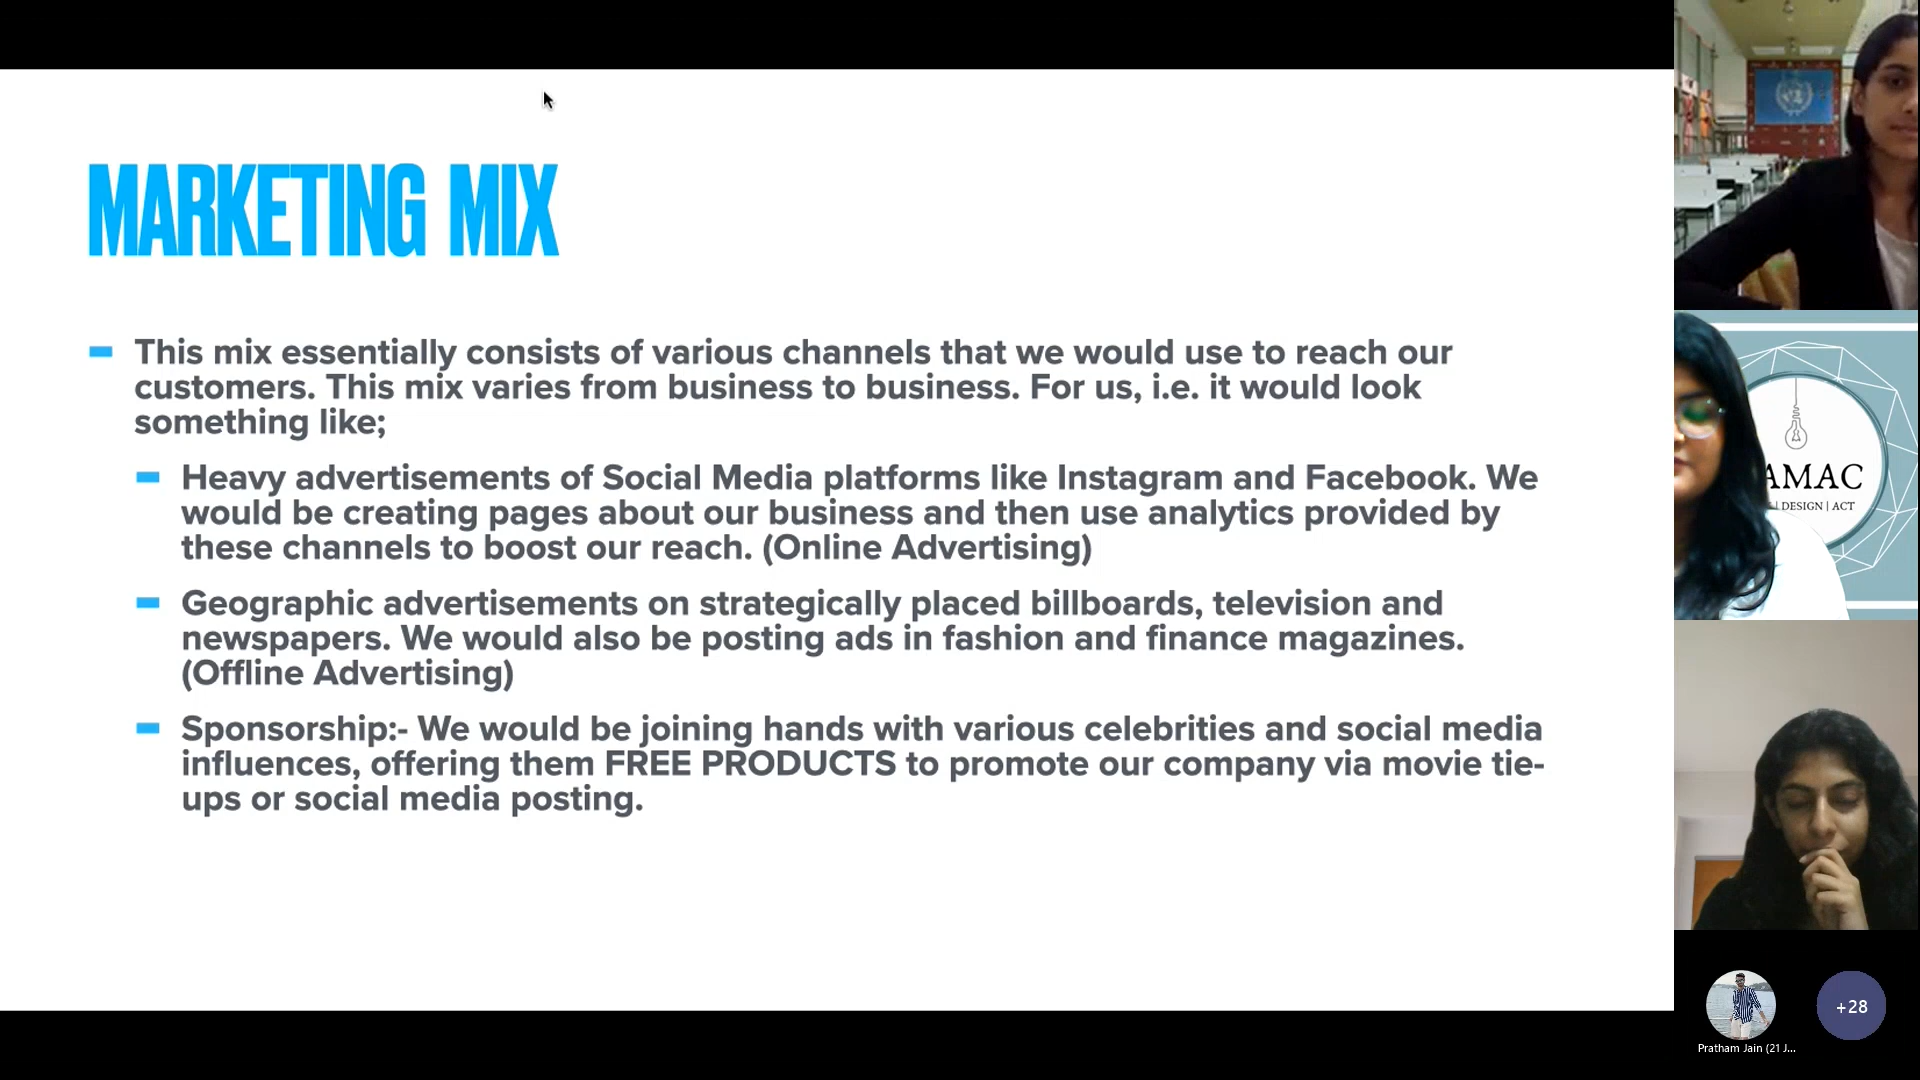 MARKETING MIX
This mix essentially consists of various channels that we would use to reach our
customers. This mix varies from business to business. For us, i.e. it would look
something like;
Heavy advertisements of Social Media platforms like Instagram and Facebook. We
would be creating pages about our business and then use analytics provided by
these channels to boost our reach. (Online Advertising)
Geographic advertisements on strategically placed billboards, television and
newspapers. We would also be posting ads in fashion and finance magazines.
(Offline Advertising)
Sponsorship:- We would be joining hands with various celebrities and social media
influences, offering them FREE PRODUCTS to promote our company via movie tie-
ups or social media posting.
AMAC
| DESIGN | ACT
+28
Pratham Jain (21 J...